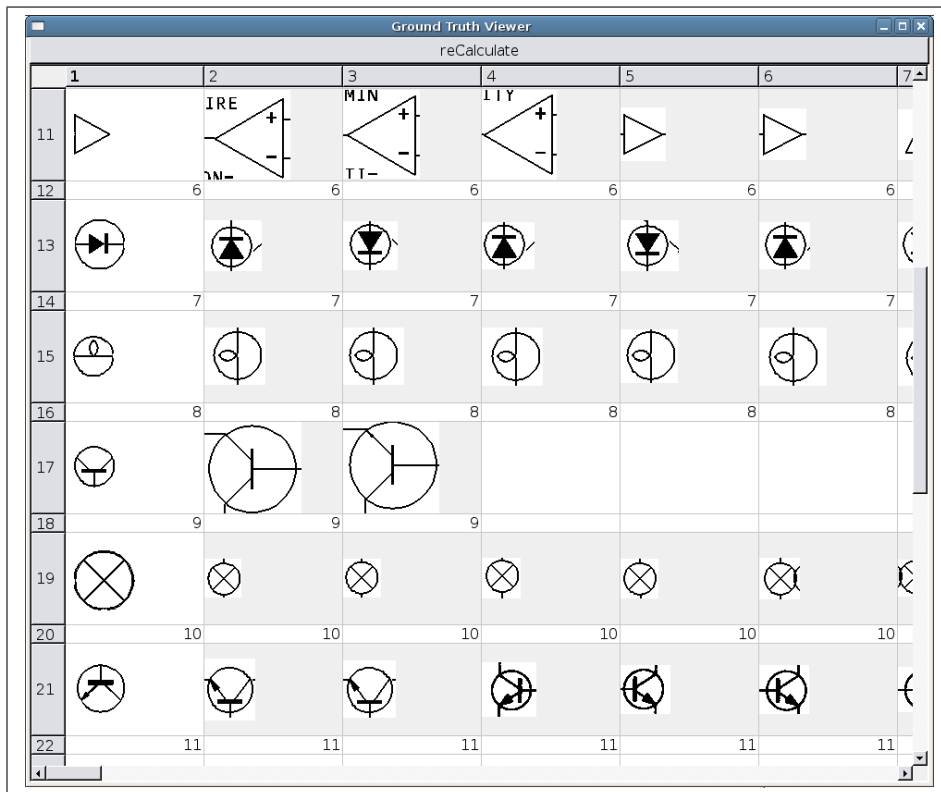 Ground Truth Viewer
reCalculate
1 2 3 4 5 6 7
11 IRE + − MIN TI− + − ITY + −
12 6 6 6 6 6 6
13
14 7 7 7 7 7 7
15
16 8 8 8 8 8 8
17
18 9 9 9
19
20 10 10 10 10 10 10
21
22 11 11 11 11 11 11